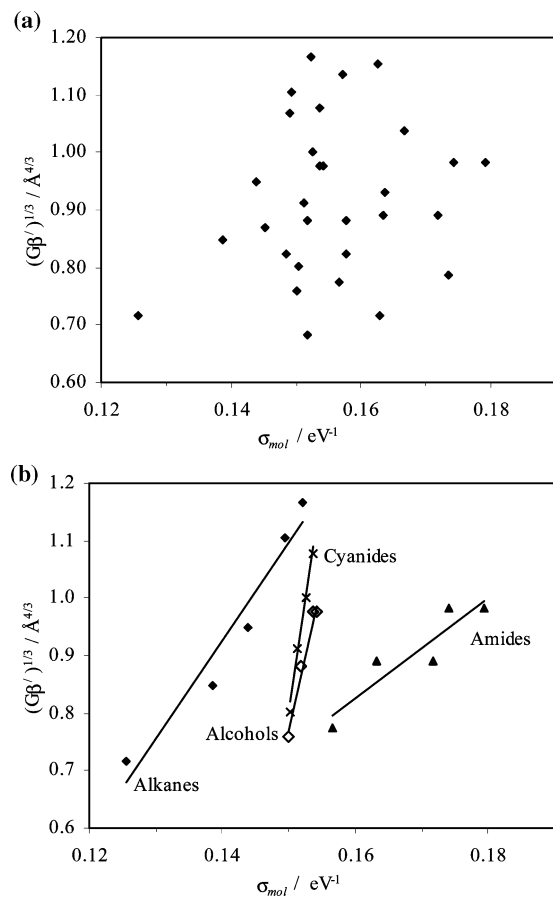 (a)
1.20
1.10
1.00
0.90
0.80
0.70
0.60
(Gβ′)1/3 / Å4/3
0.12
0.14
0.16
0.18
σmol / eV-1
(b)
1.2
1.1
1.0
0.9
0.8
0.7
0.6
(Gβ′)1/3 / Å4/3
Cyanides
Amides
Alcohols
Alkanes
0.12
0.14
0.16
0.18
σmol / eV-1